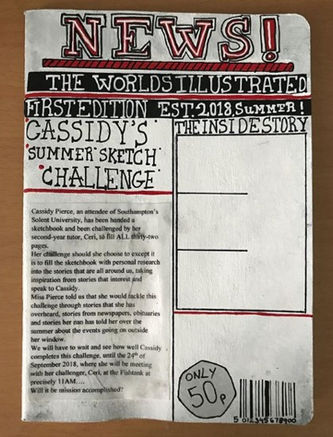 NEWS!
THE WORLDS ILLUSTRATED
FIRST EDITION EST. 2018, SUMMER!
CASSIDY'S
"SUMMER SKETCH
CHALLENGE"
THE INSIDE STORY
Cassidy Pierce, an attendee of Southampton's
Solent University, has been handed a
sketchbook and been challenged by her
second-year tutor, Ceri, to fill ALL thirty-two
pages.
Her challenge should she choose to except it
is to fill the sketchbook with personal research
into the stories that are all around us, taking
inspiration from stories that interest and
speak to Cassidy.
Miss Pierce told us that she would tackle this
challenge through stories that she has
overheard, stories from newspapers, obituaries
and stories her nan has told her over the
summer about the events going on outside
her window.
We will have to wait and see how well Cassidy
completes this challenge, until the 24th of
September 2018, where she will be meeting
with her challenger, Ceri, at the Fishtank at
precisely 11AM....
Will it be mission accomplished?
ONLY
50p
5 012345 678900